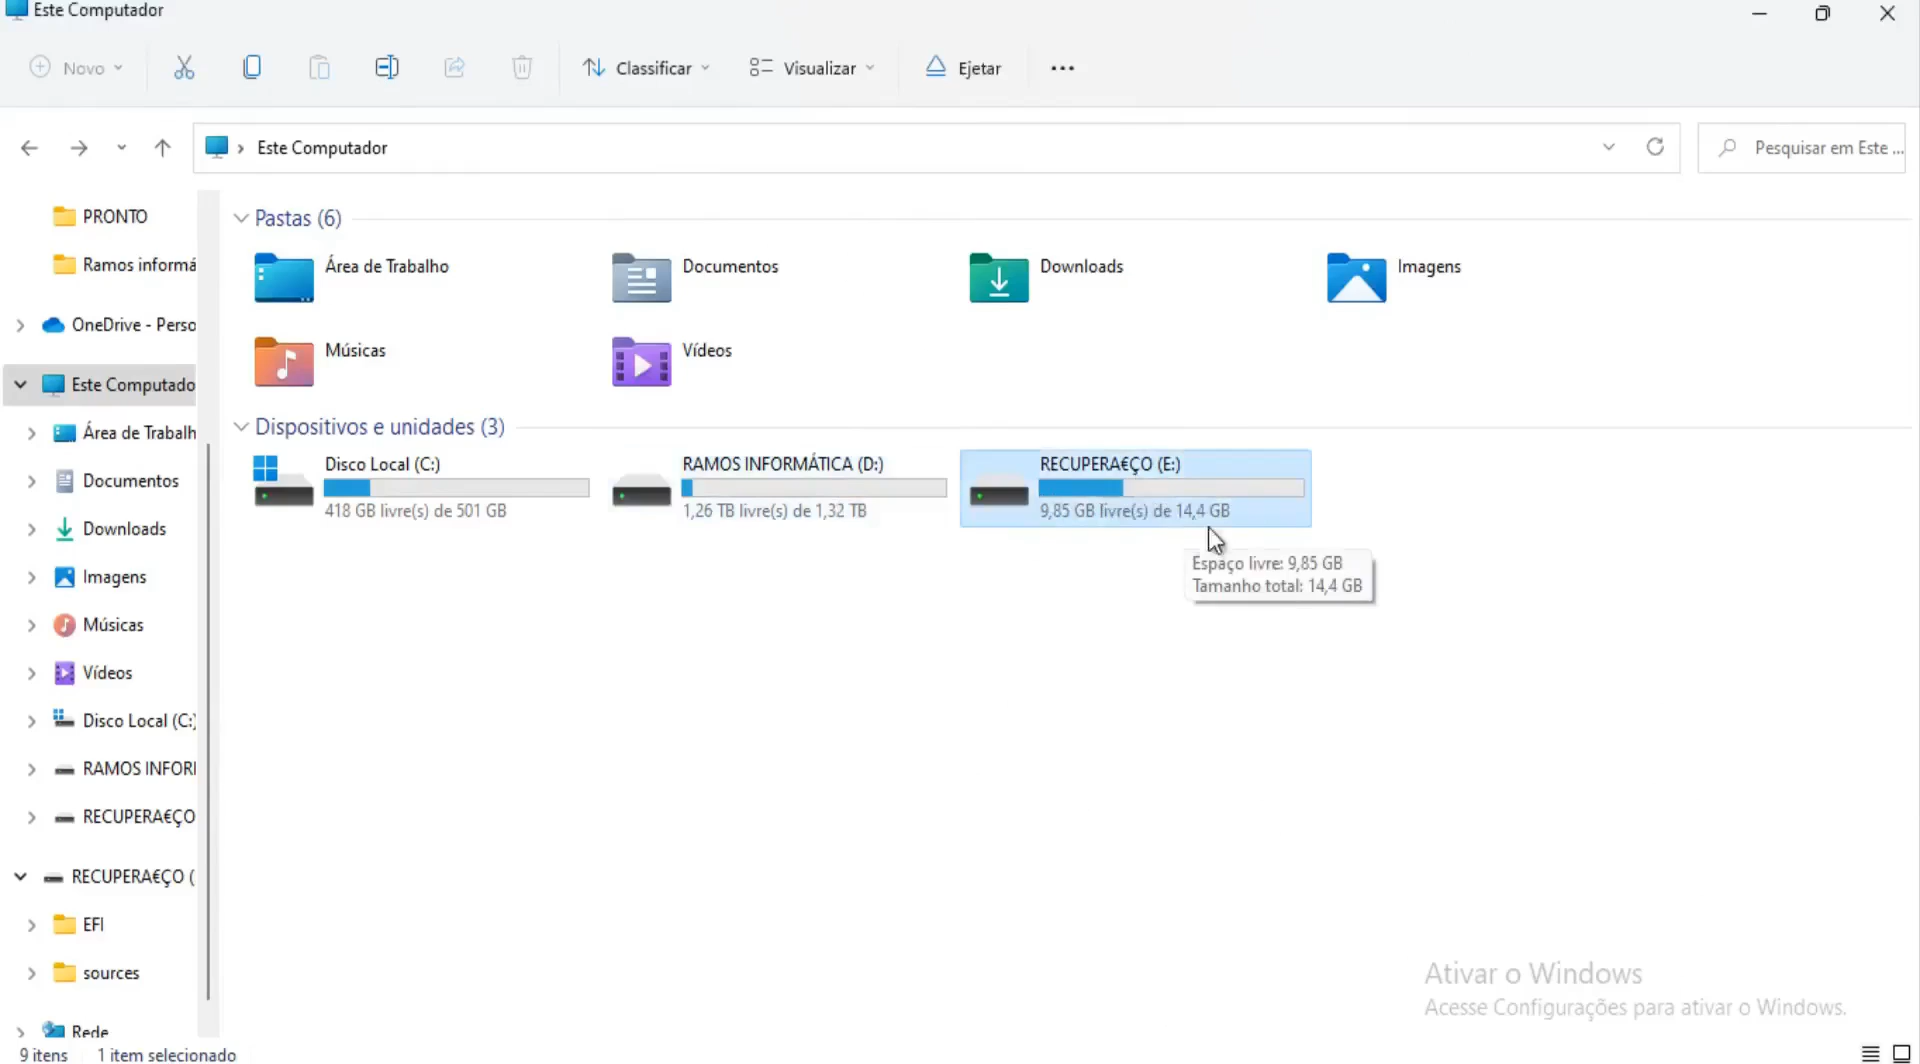 Este Computador
Novo
Classificar
Visualizar
Ejetar
Este Computador
Pesquisar em Este ...
PRONTO
Ramos informá
OneDrive - Perso
Este Computado
Área de Trabalh
Documentos
Downloads
Imagens
Músicas
Vídeos
Disco Local (C:)
RAMOS INFORI
RECUPERA€ÇO
RECUPERA€ÇO (
EFI
sources
Rede
Pastas (6)
Área de Trabalho
Documentos
Downloads
Imagens
Músicas
Vídeos
Dispositivos e unidades (3)
Disco Local (C:)
418 GB livre(s) de 501 GB
RAMOS INFORMÁTICA (D:)
1,26 TB livre(s) de 1,32 TB
RECUPERA€ÇO (E:)
9,85 GB livre(s) de 14,4 GB
Espaço livre: 9,85 GB
Tamanho total: 14,4 GB
Ativar o Windows
Acesse Configurações para ativar o Windows.
9 itens
1 item selecionado